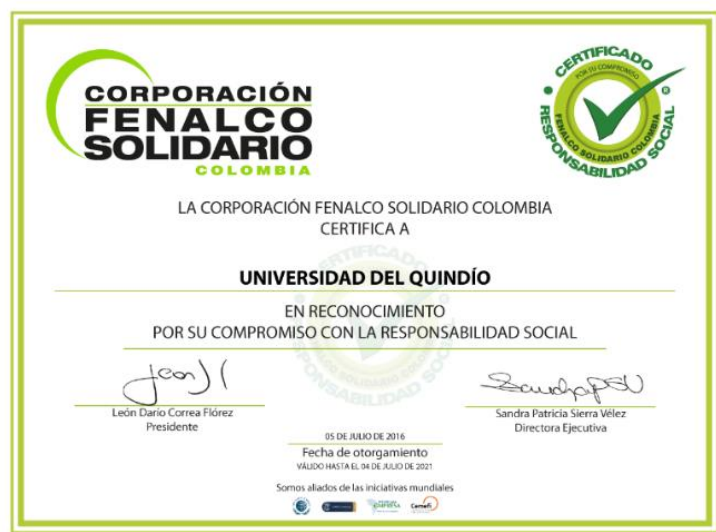 CORPORACIÓN
FENALCO
SOLIDARIO
COLOMBIA
CERTIFICADO
POR SU COMPROMISO
FENALCO SOLIDARIO COLOMBIA
RESPONSABILIDAD SOCIAL
®
LA CORPORACIÓN FENALCO SOLIDARIO COLOMBIA
CERTIFICA A
UNIVERSIDAD DEL QUINDÍO
EN RECONOCIMIENTO
POR SU COMPROMISO CON LA RESPONSABILIDAD SOCIAL
León Darío Correa Flórez
Presidente
Sandra Patricia Sierra Vélez
Directora Ejecutiva
05 DE JULIO DE 2016
Fecha de otorgamiento
VÁLIDO HASTA EL 04 DE JULIO DE 2021
Somos aliados de las iniciativas mundiales
Cemefi